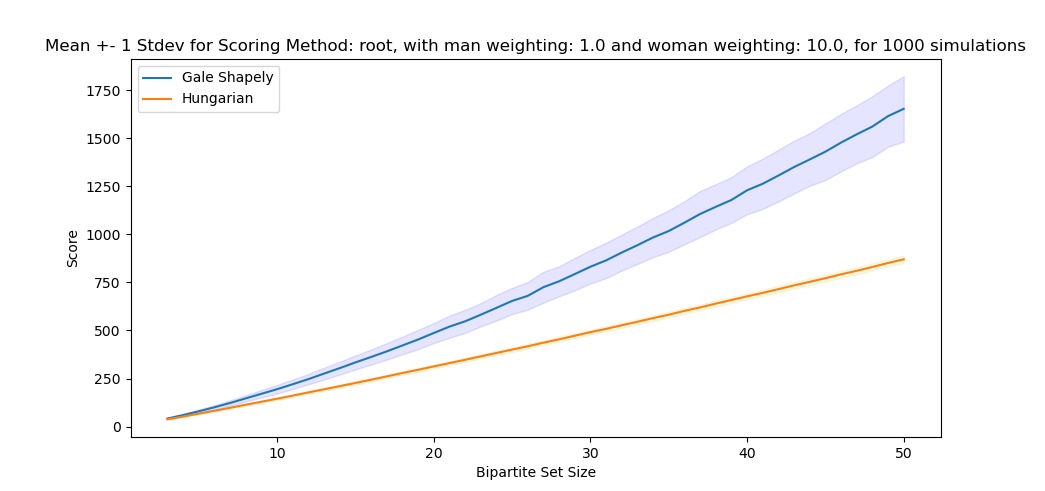 Mean +- 1 Stdev for Scoring Method: root, with man weighting: 1.0 and woman weighting: 10.0, for 1000 simulations
Gale Shapely
Hungarian
1750
1500
1250
1000
750
500
250
0
Score
10 20 30 40 50
Bipartite Set Size